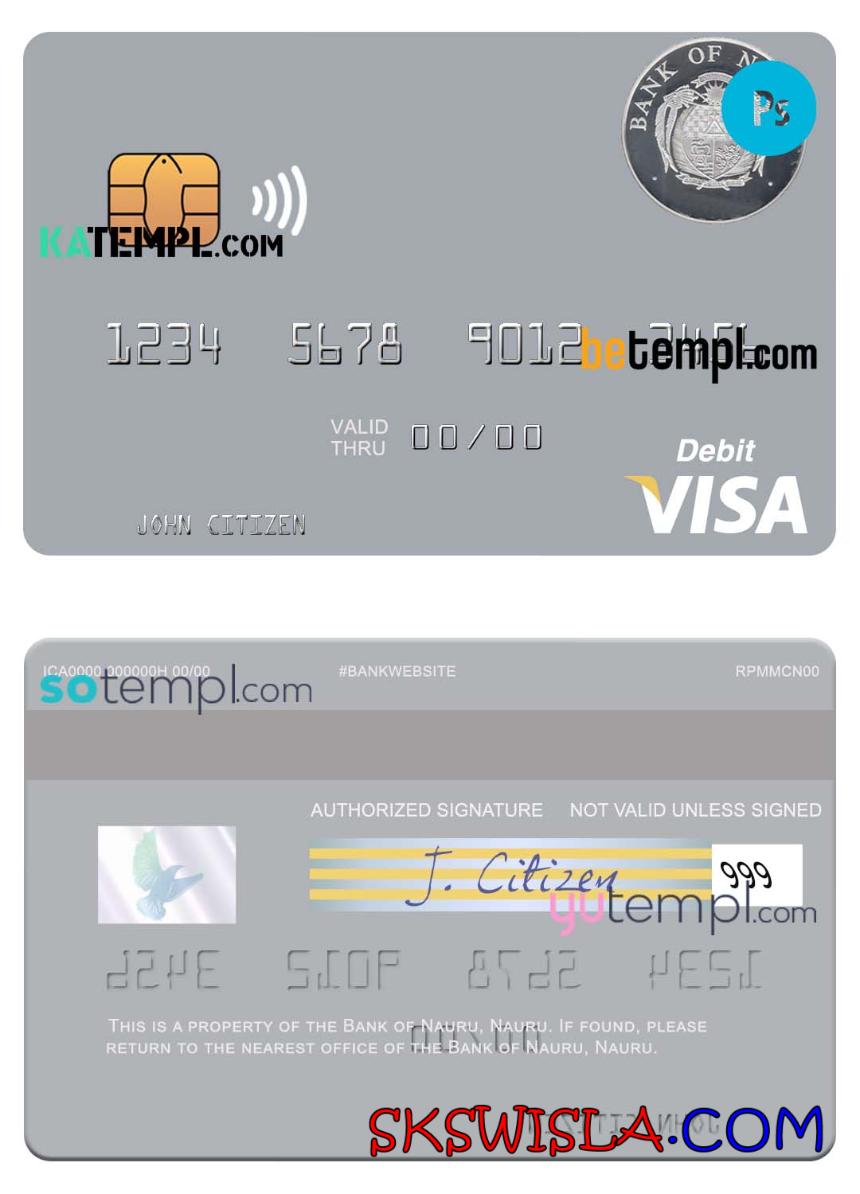 BANK OF N
Ps
KATEMPL.COM
1234 5678 9012 3456
betempl.com
VALID
THRU
00/00
Debit
VISA
JOHN CITIZEN
ICA0000 000000H 00/00 #BANKWEBSITE RPMMCN00
sotempl.com
AUTHORIZED SIGNATURE NOT VALID UNLESS SIGNED
J. Citizen 999
yutempl.com
THIS IS A PROPERTY OF THE BANK OF NAURU, NAURU. IF FOUND, PLEASE
RETURN TO THE NEAREST OFFICE OF THE BANK OF NAURU, NAURU.
SKSWISLA.COM